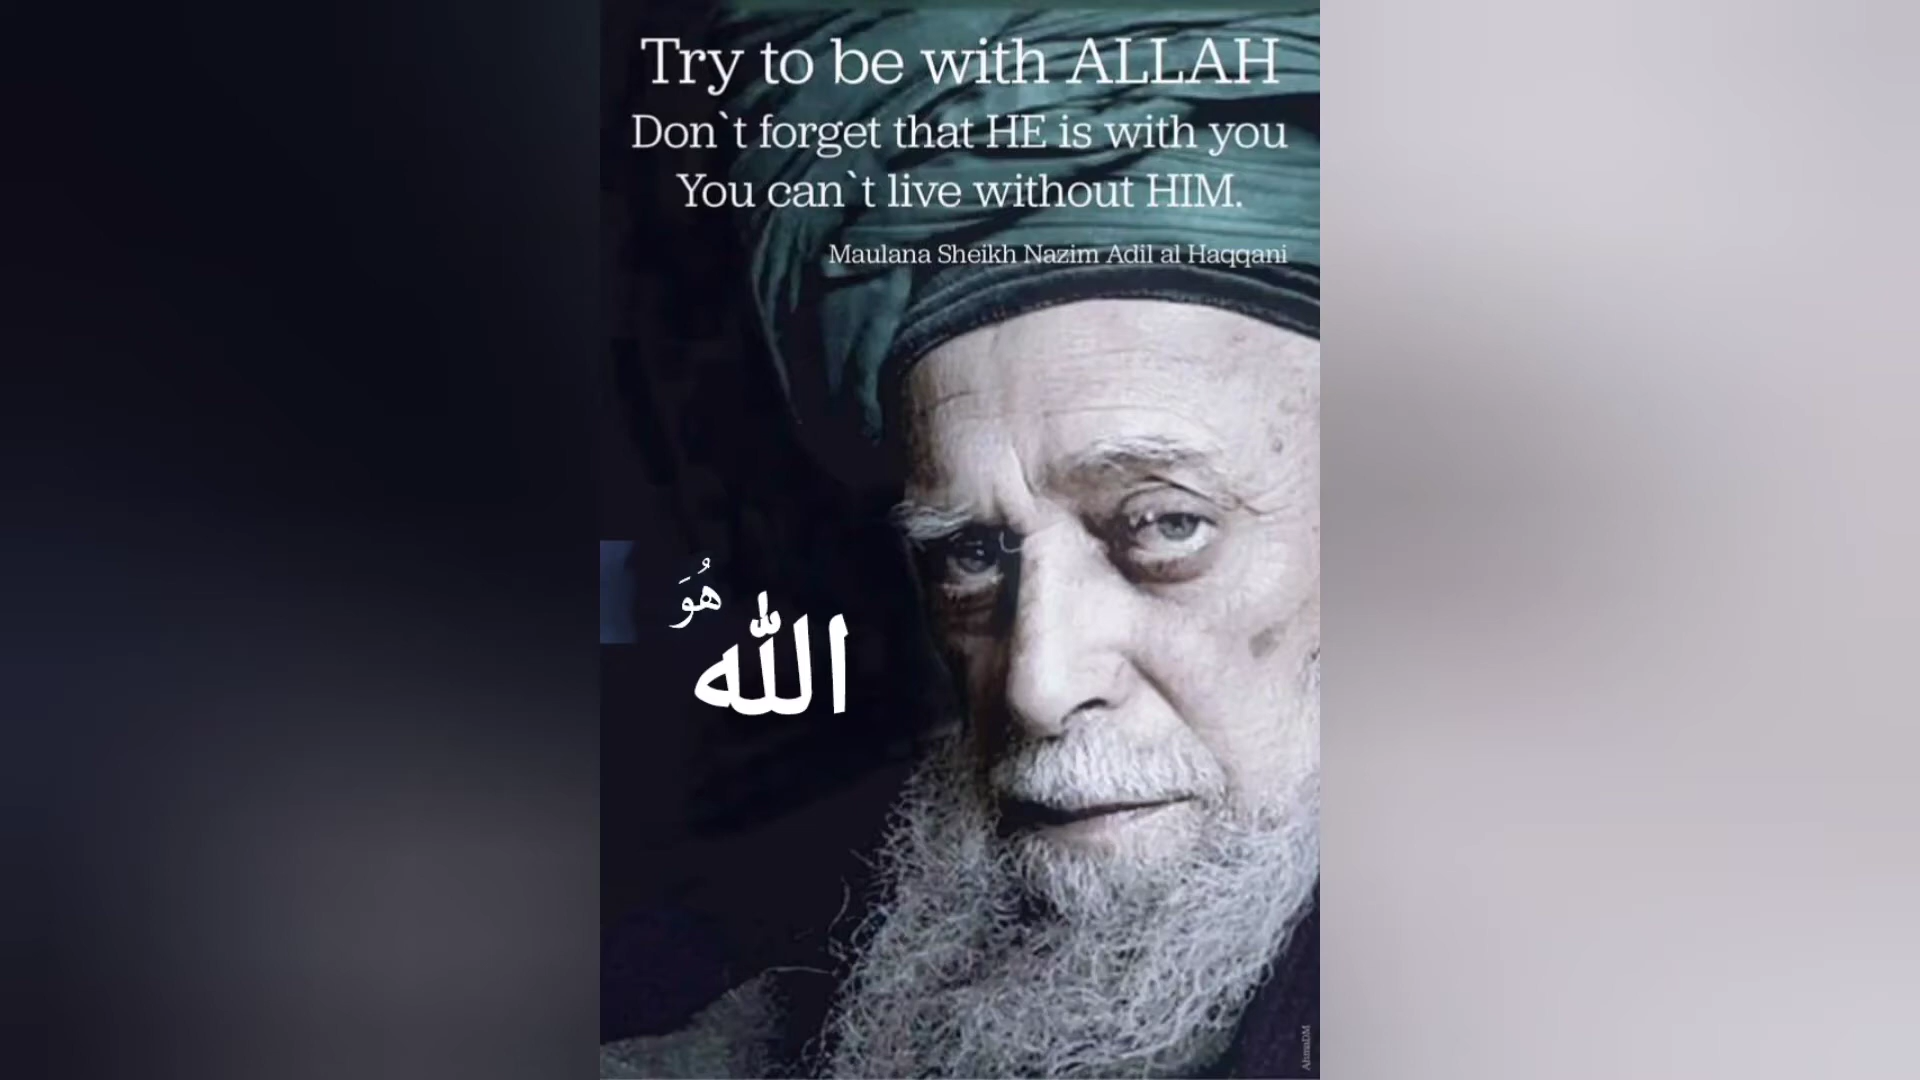 Try to be with ALLAH
Don`t forget that HE is with you
You can`t live without HIM.
Maulana Sheikh Nazim Adil al Haqqani
هُوَ
الله
AhmaDM